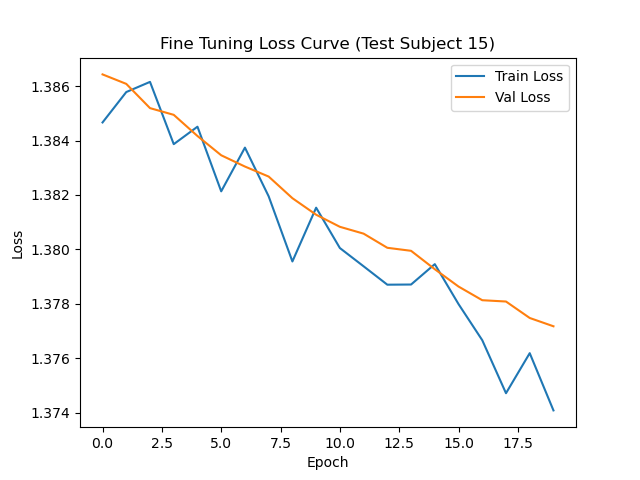 Fine Tuning Loss Curve (Test Subject 15)
Train Loss
Val Loss
1.386
1.384
1.382
1.380
1.378
1.376
1.374
Loss
0.0 2.5 5.0 7.5 10.0 12.5 15.0 17.5
Epoch